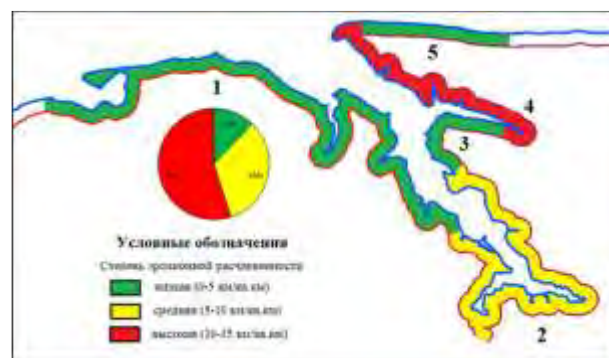 5
1
4
3
Условные обозначения
Степень эрозионной расчлененности
низкая (0-5 км/кв.км)
средняя (5-10 км/кв.км)
высокая (10-15 км/кв.км)
2